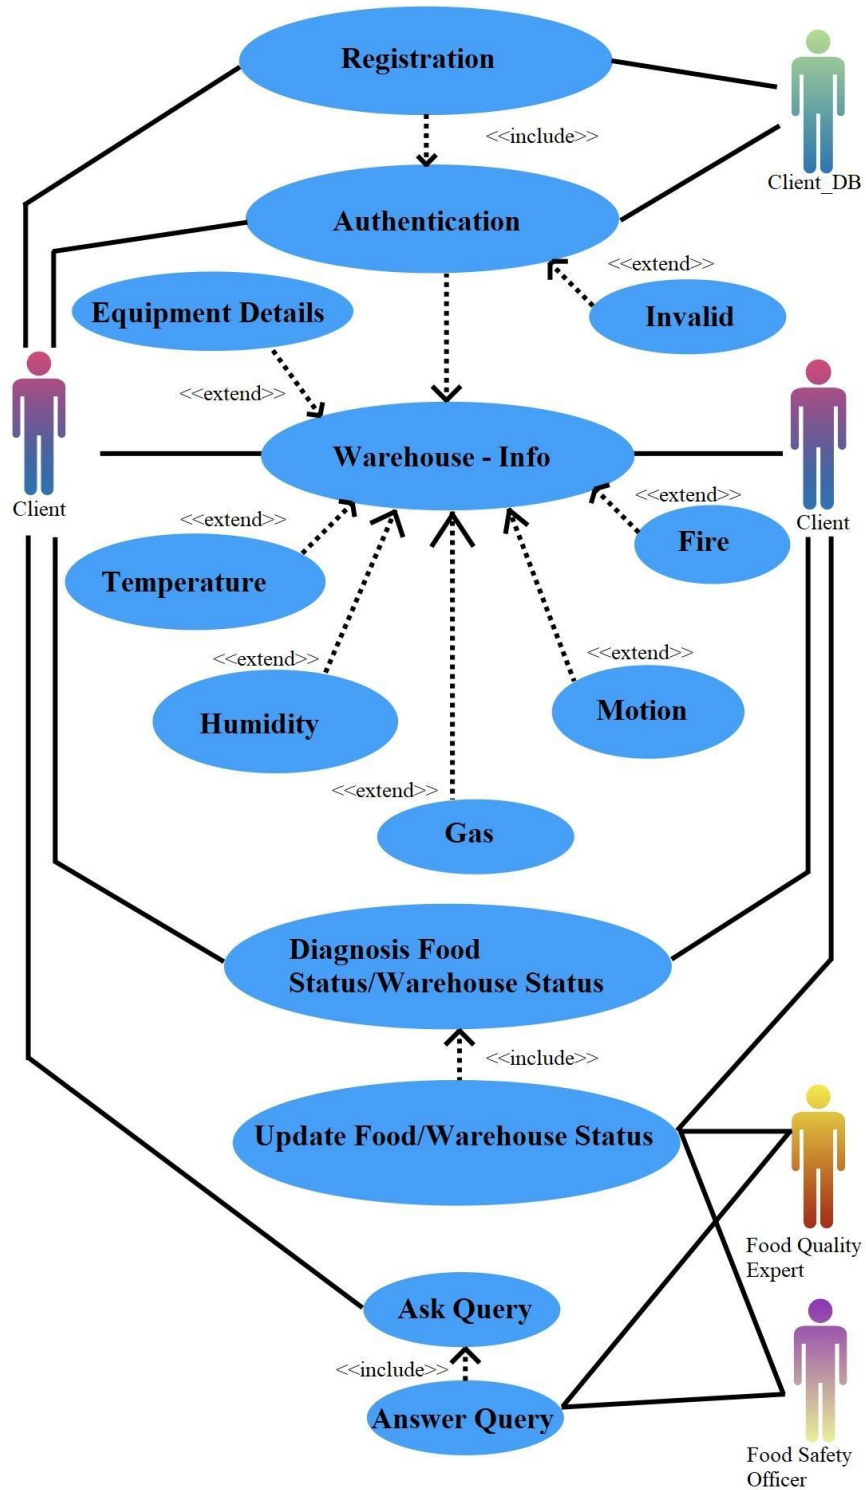 Registration
<<include>>
Client_DB
Authentication
<<extend>>
Equipment Details
Invalid
<<extend>>
Warehouse - Info
Client
Client
<<extend>>
<<extend>>
Fire
Temperature
<<extend>>
<<extend>>
Humidity
Motion
<<extend>>
Gas
Diagnosis Food
Status/Warehouse Status
<<include>>
Update Food/Warehouse Status
Food Quality
Expert
Ask Query
<<include>>
Answer Query
Food Safety
Officer